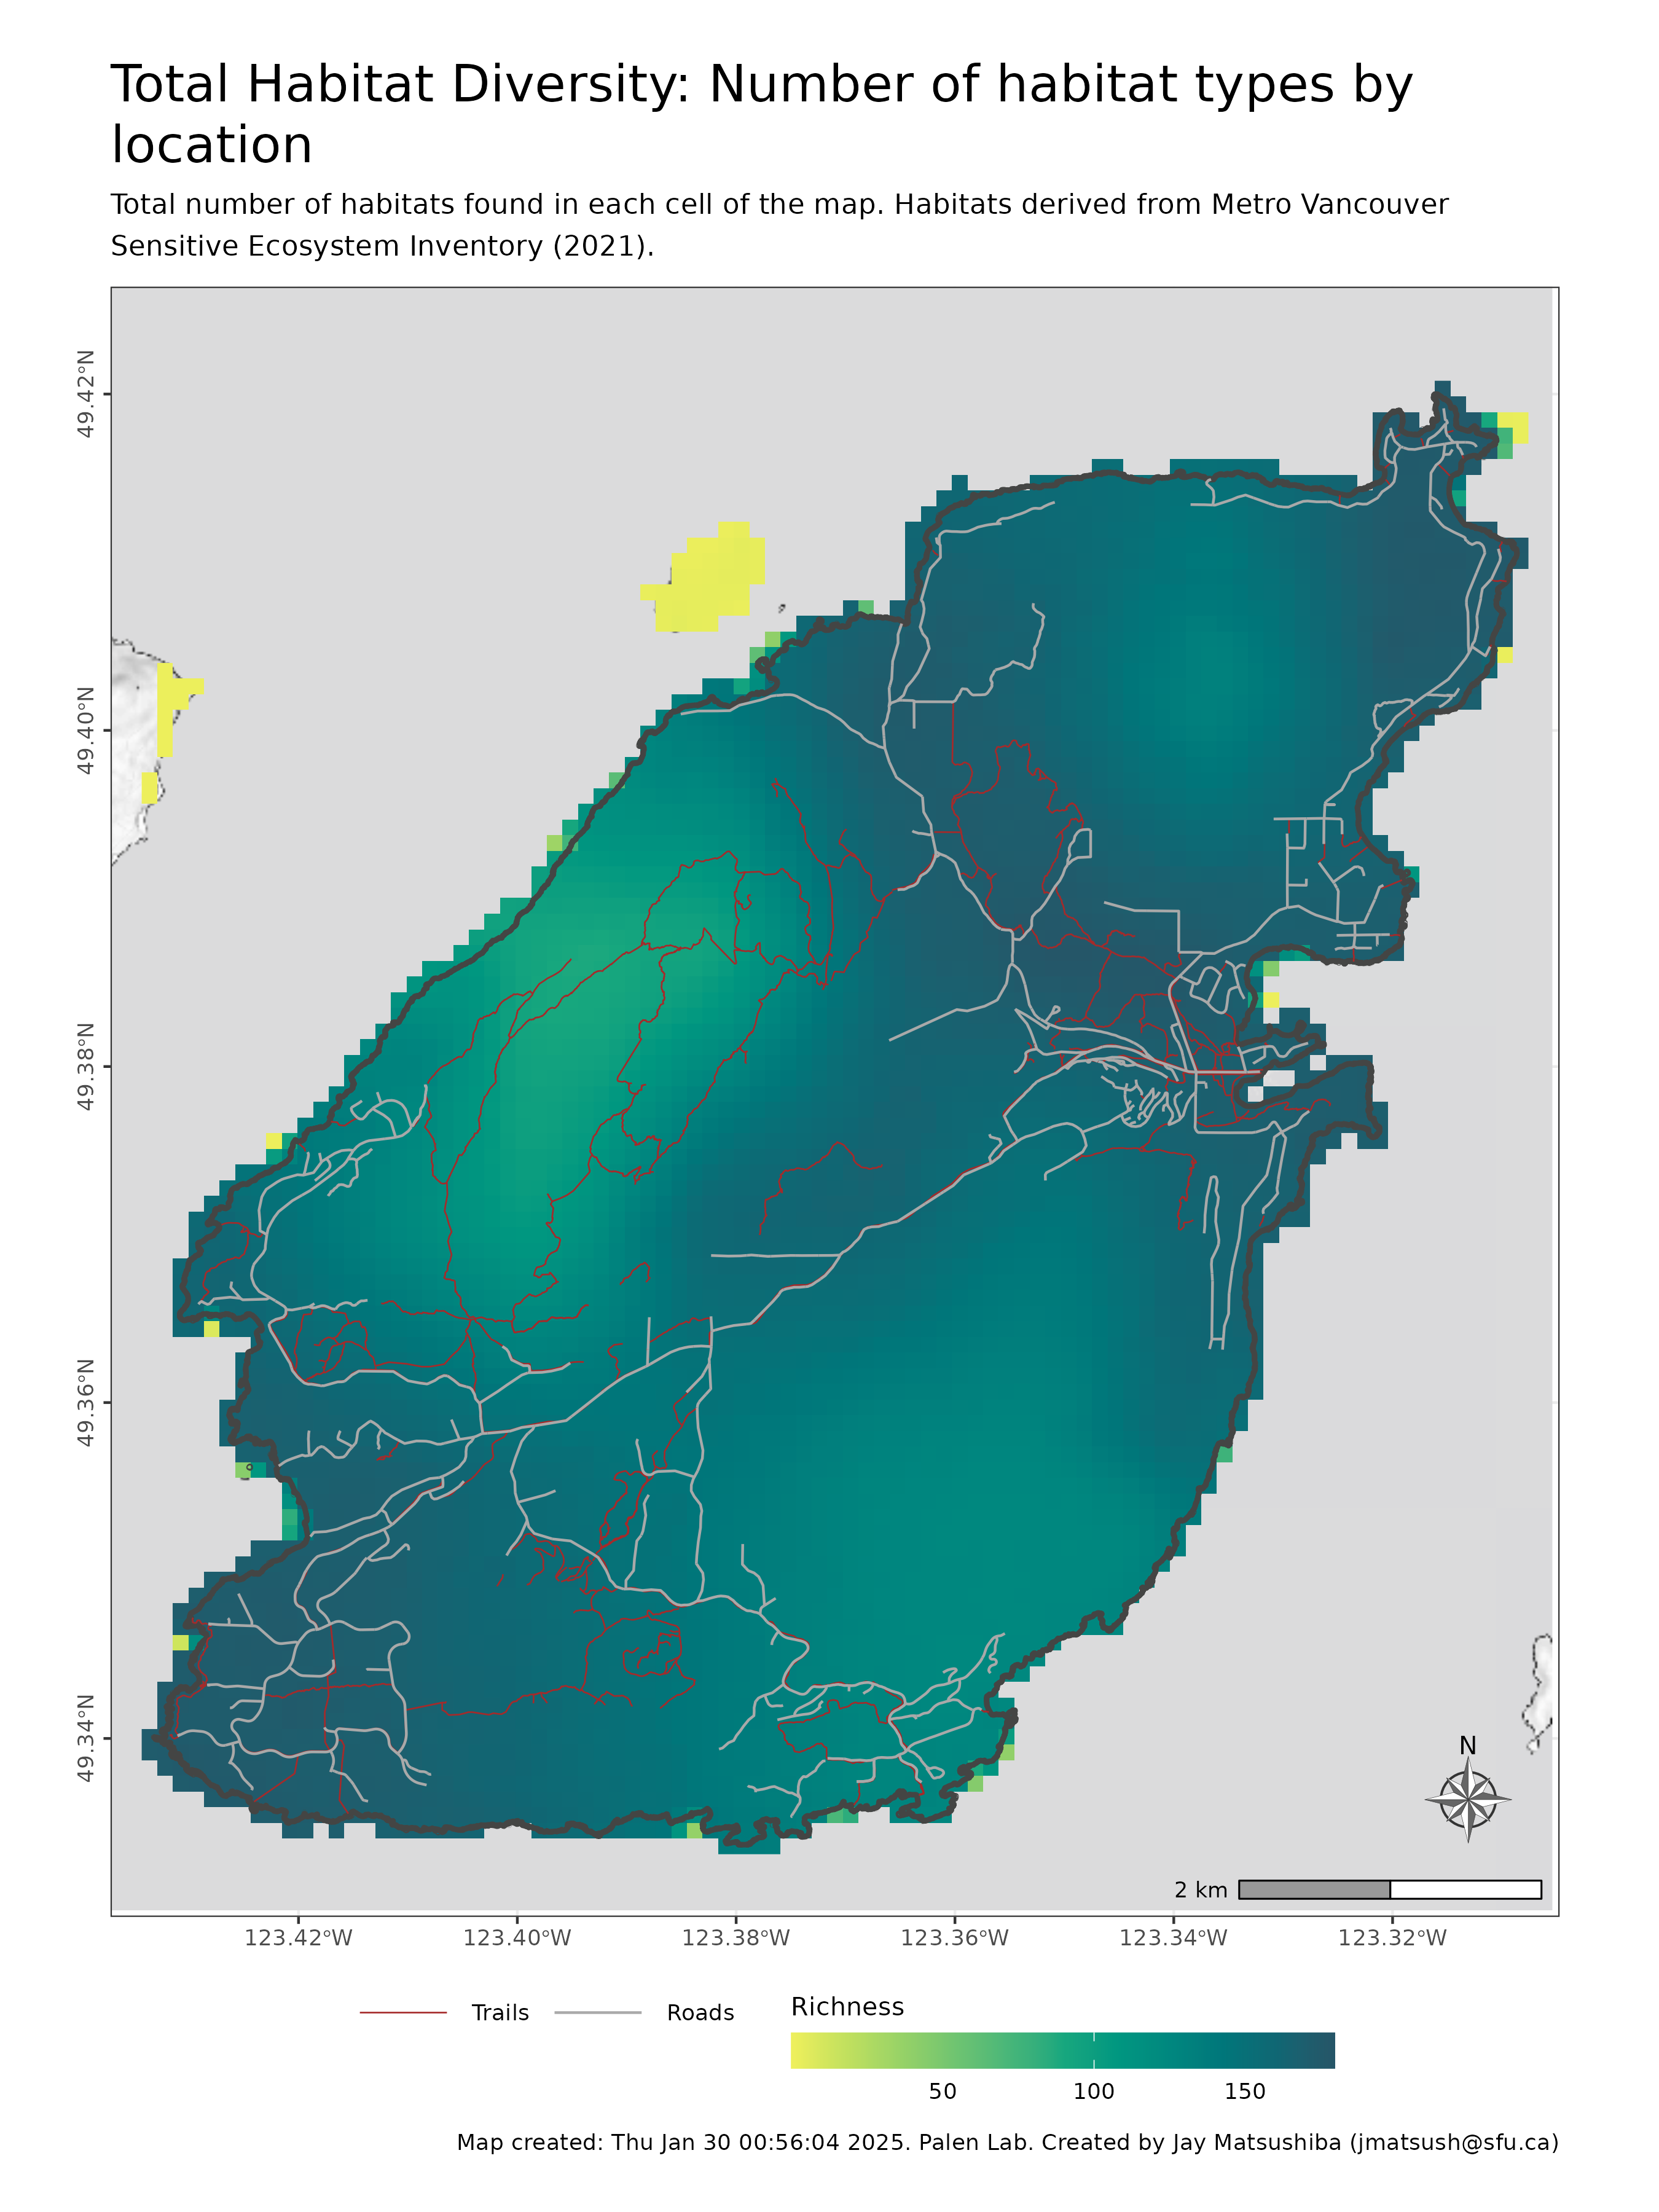 Total Habitat Diversity: Number of habitat types by
location
Total number of habitats found in each cell of the map. Habitats derived from Metro Vancouver
Sensitive Ecosystem Inventory (2021).
49.42°N
49.40°N
49.38°N
49.36°N
49.34°N
N
2 km
123.42°W
123.40°W
123.38°W
123.36°W
123.34°W
123.32°W
Trails
Roads
Richness
50
100
150
Map created: Thu Jan 30 00:56:04 2025. Palen Lab. Created by Jay Matsushiba (jmatsush@sfu.ca)